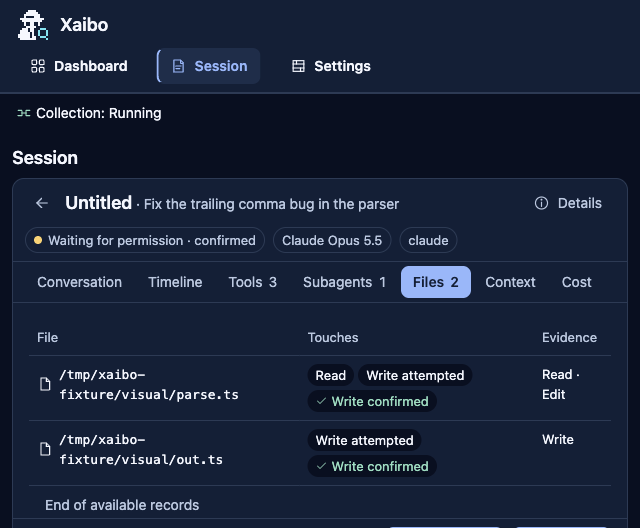 Xaibo
Dashboard Session Settings
Collection: Running
Session
Untitled · Fix the trailing comma bug in the parser Details
Waiting for permission · confirmed Claude Opus 5.5 claude
Conversation Timeline Tools 3 Subagents 1 Files 2 Context Cost
File Touches Evidence
/tmp/xaibo- Read Write attempted Read ·
fixture/visual/parse.ts Write confirmed Edit
/tmp/xaibo- Write attempted Write
fixture/visual/out.ts Write confirmed
End of available records